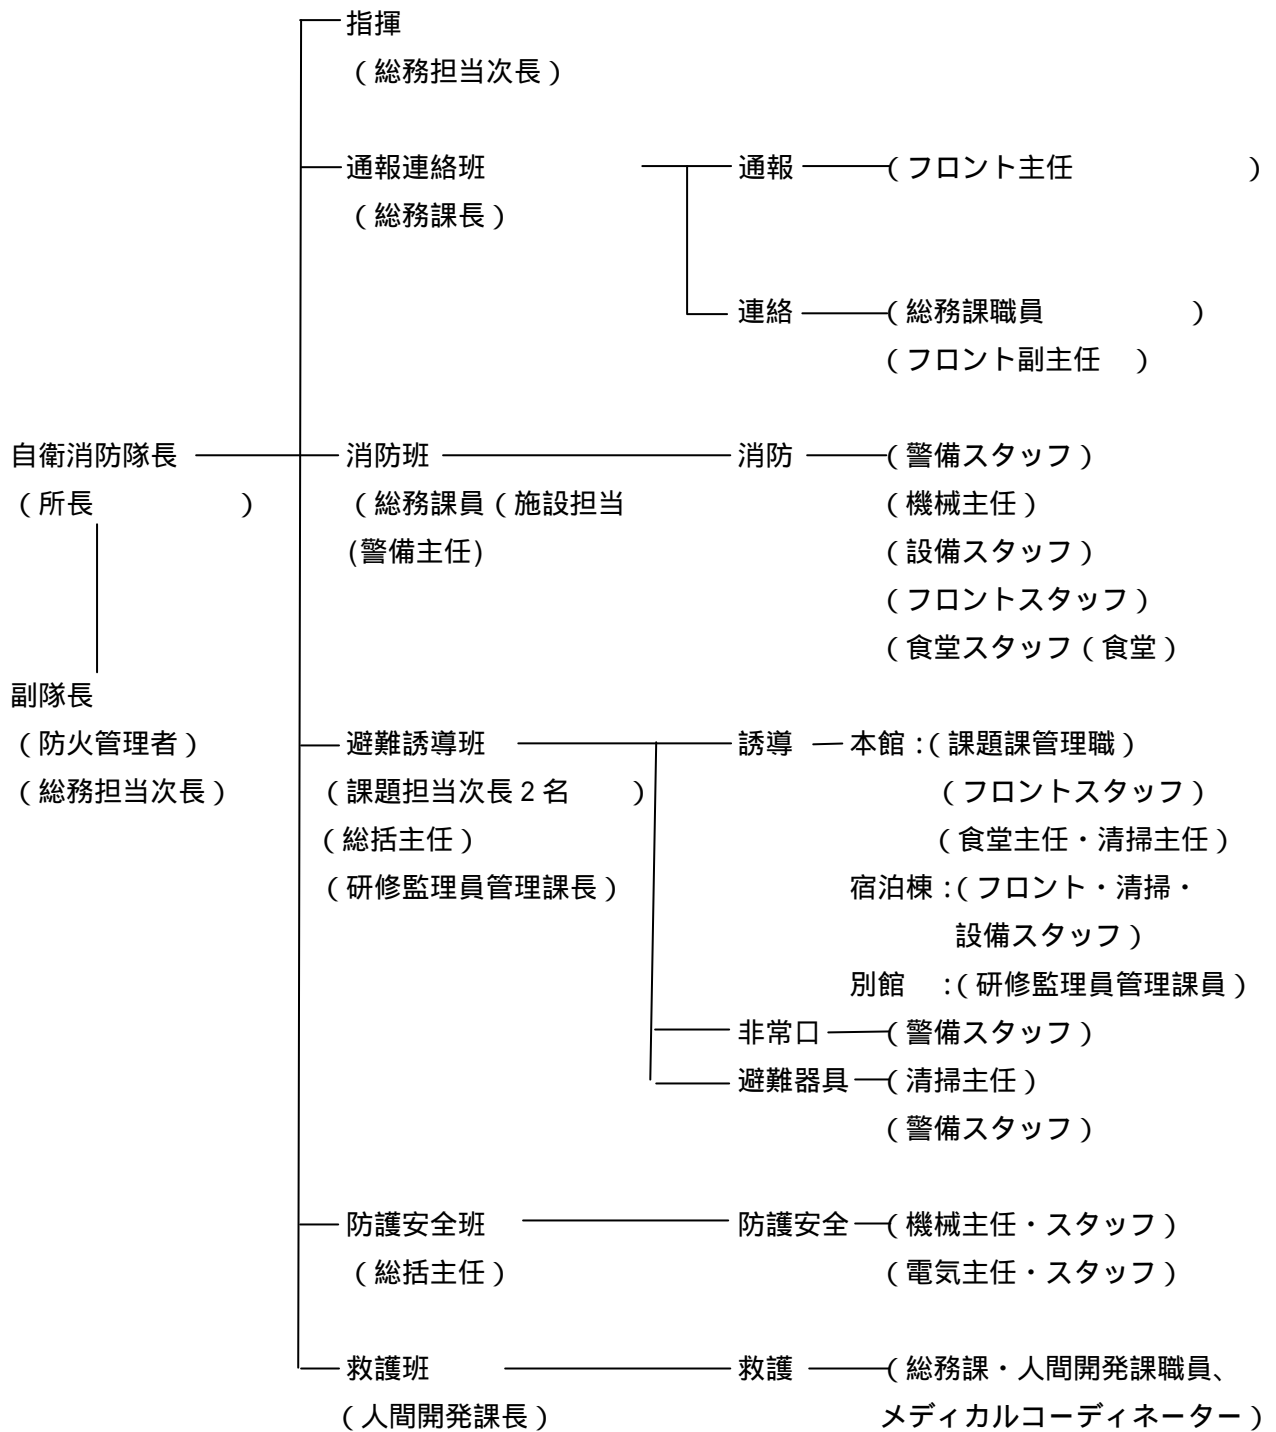 指揮
(総務担当次長)
通報連絡班 通報 (フロント主任 )
(総務課長)
連絡 (総務課職員 )
(フロント副主任 )
自衛消防隊長 消防班 消防 (警備スタッフ)
(所長 ) (総務課員(施設担当 (機械主任)
(警備主任) (設備スタッフ)
(フロントスタッフ)
(食堂スタッフ(食堂)
副隊長
(防火管理者) 避難誘導班 誘導 本館:(課題課管理職)
(総務担当次長) (課題担当次長2名 ) (フロントスタッフ)
(総括主任) (食堂主任・清掃主任)
(研修監理員管理課長) 宿泊棟:(フロント・清掃・
設備スタッフ)
別館 :(研修監理員管理課員)
非常口 (警備スタッフ)
避難器具 (清掃主任)
(警備スタッフ)
防護安全班 防護安全 (機械主任・スタッフ)
(総括主任) (電気主任・スタッフ)
救護班 救護 (総務課・人間開発課職員、
(人間開発課長) メディカルコーディネーター)